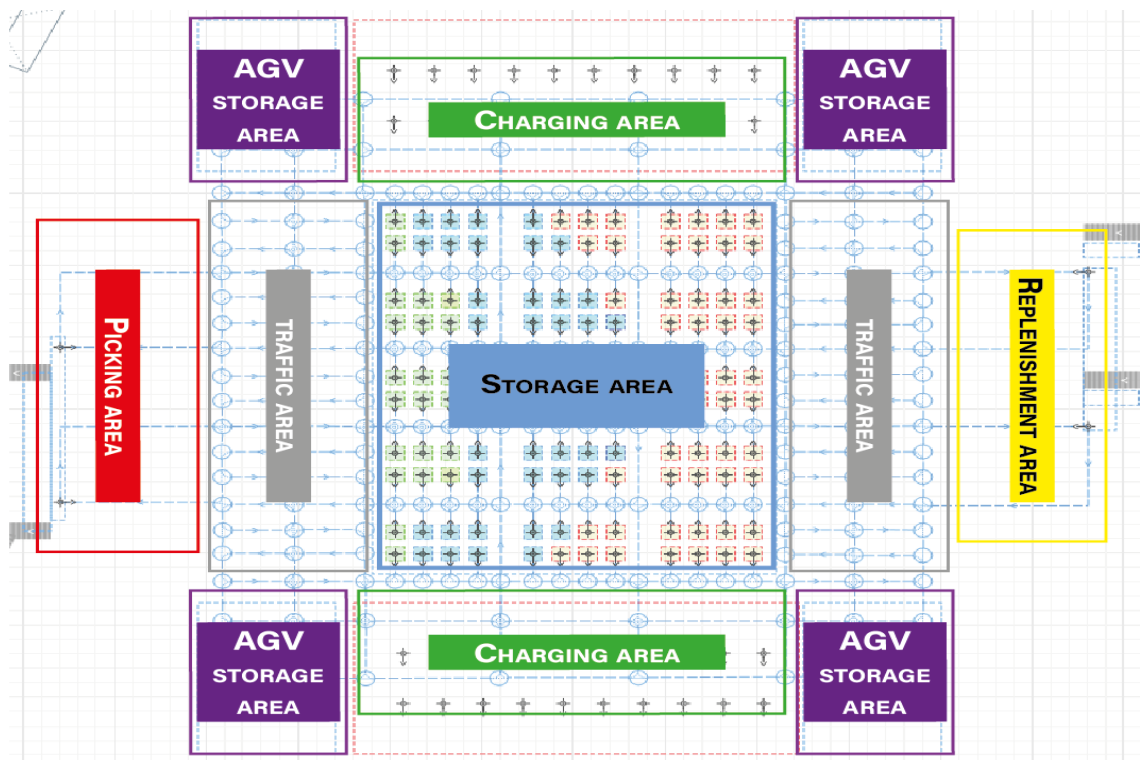 AGV
STORAGE
AREA
CHARGING AREA
AGV
STORAGE
AREA
PICKING AREA
TRAFFIC AREA
STORAGE AREA
TRAFFIC AREA
REPLENISHMENT AREA
AGV
STORAGE
AREA
CHARGING AREA
AGV
STORAGE
AREA